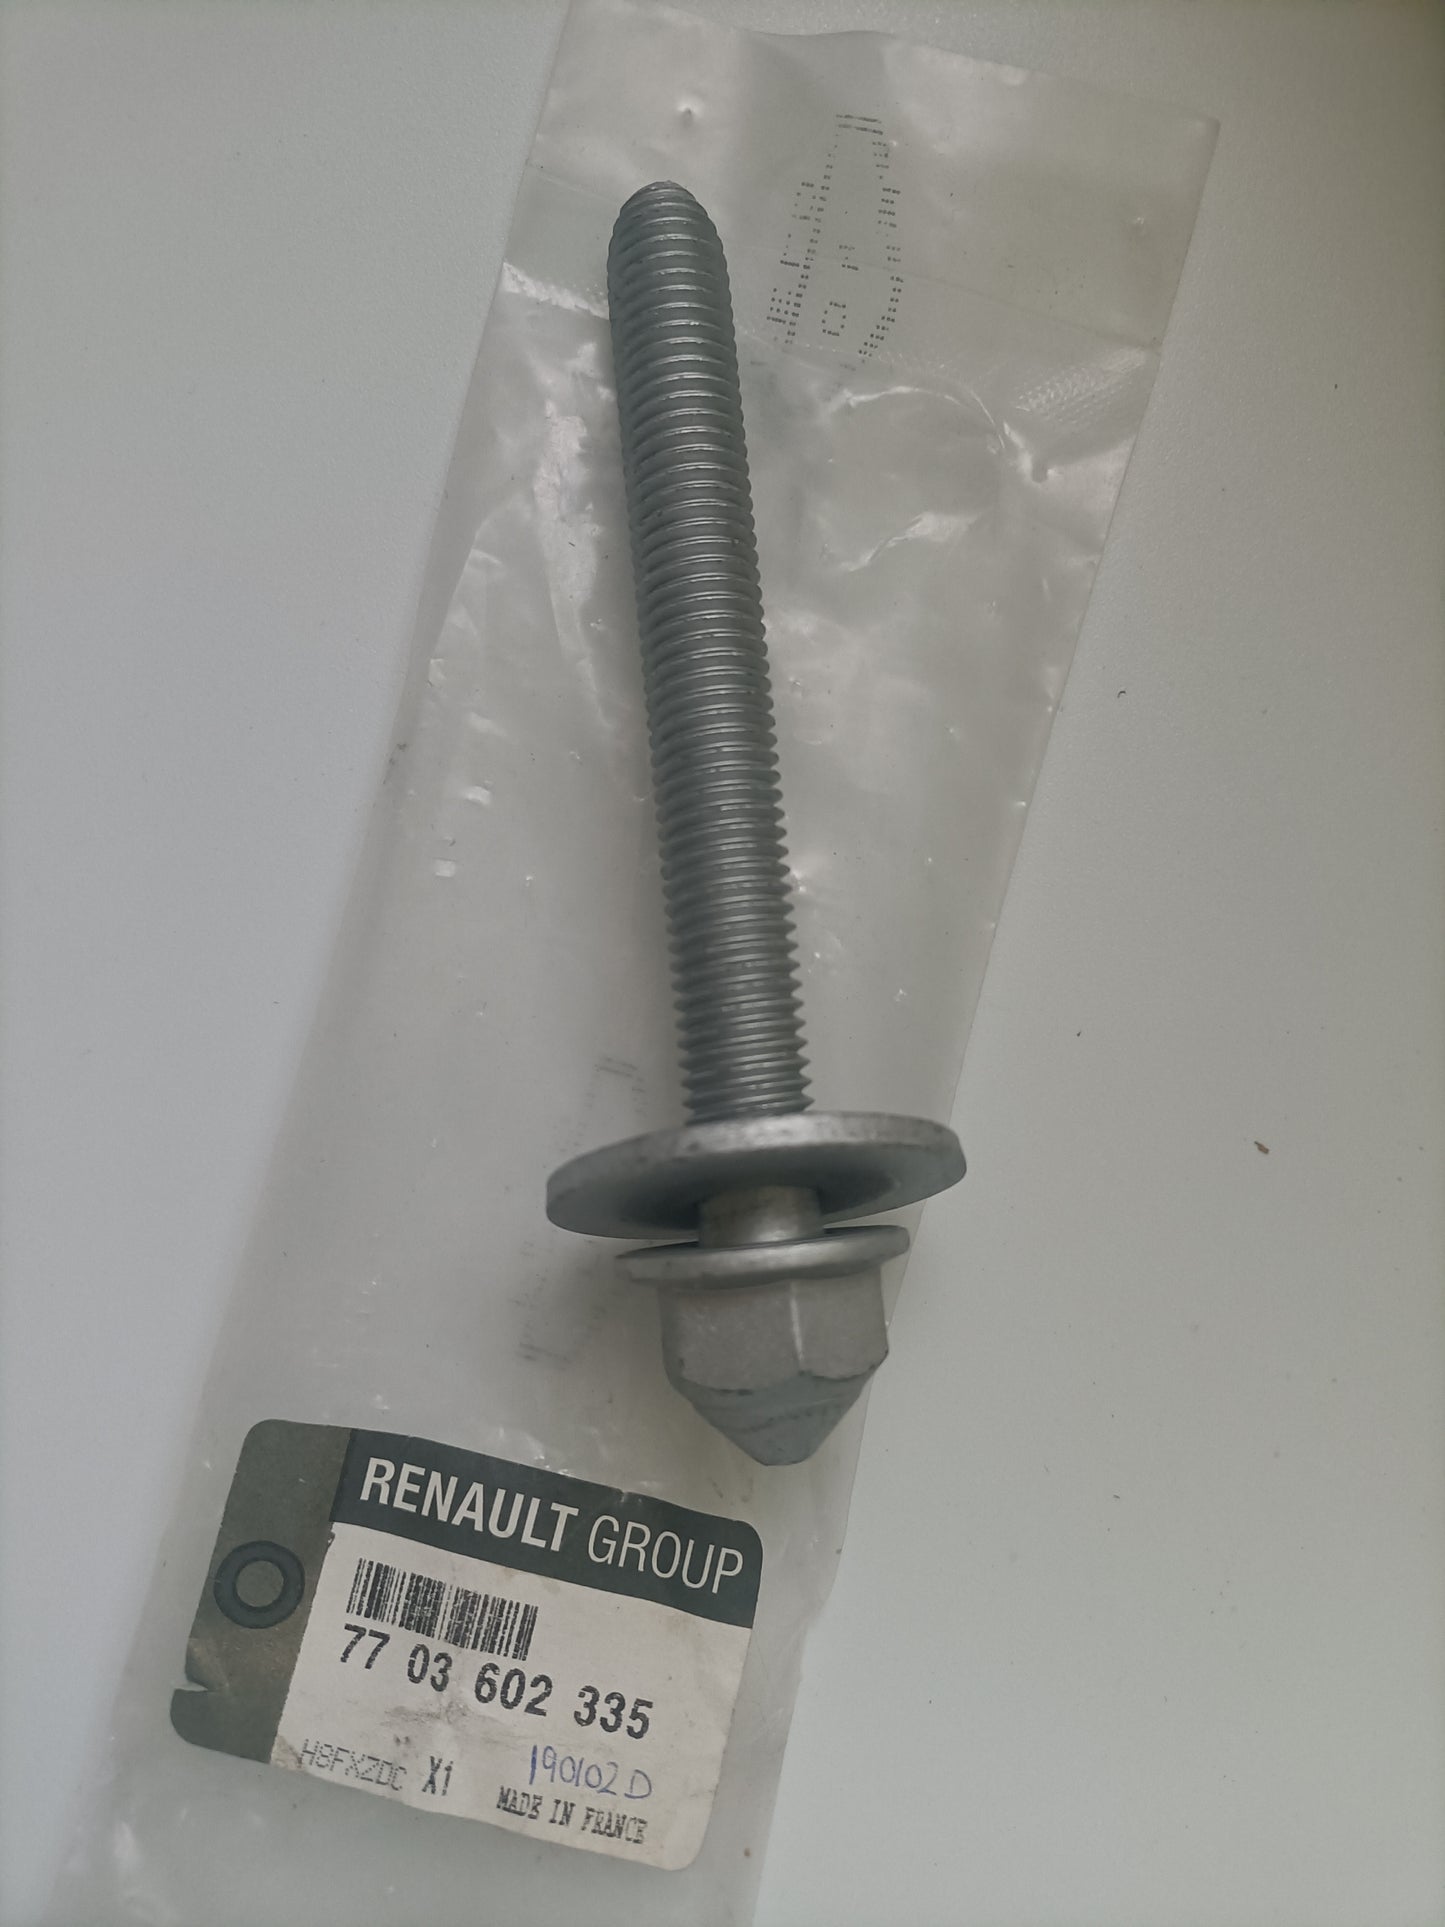 RENAULT GROUP
77 03 602 335
H8FXZDC X1
190102D
MADE IN FRANCE